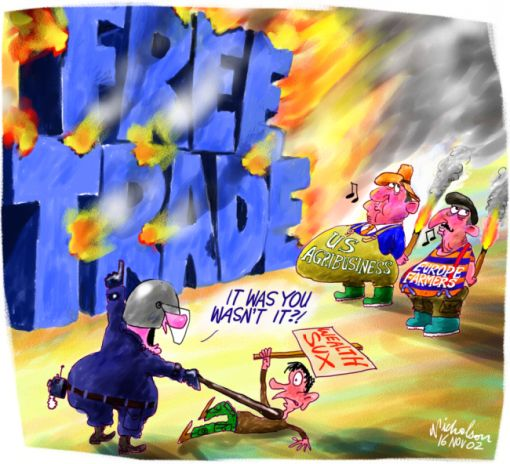 FREE
TRADE
US
AGRIBUSINESS
EUROPE
FARMERS
IT WAS YOU
WASN'T IT?!
WEALTH
SUX
Nicholson
16 NOV 02